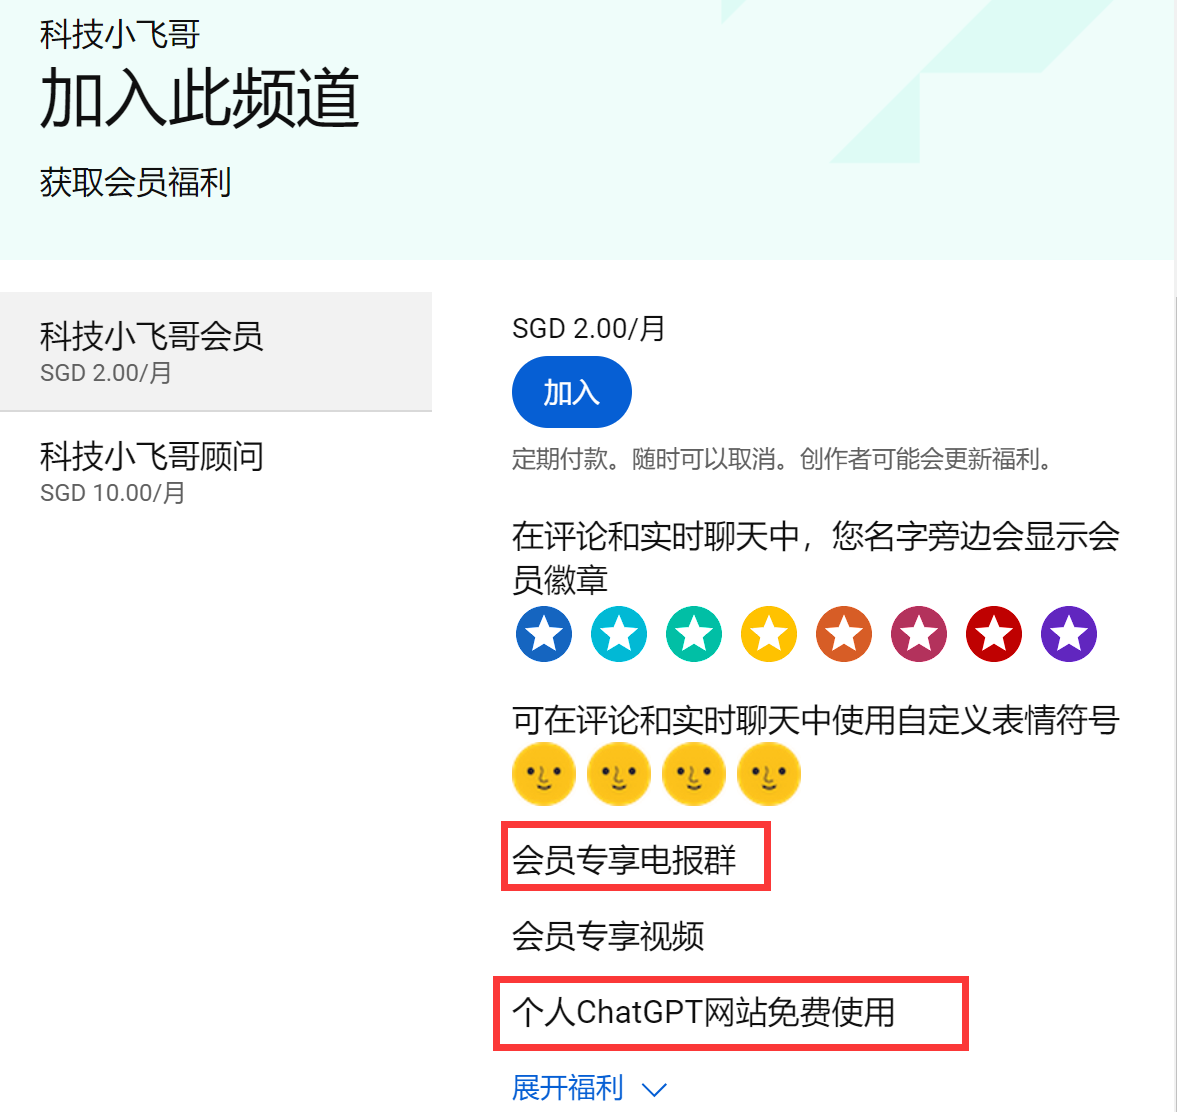 科技小飞哥
加入此频道
获取会员福利
科技小飞哥会员
SGD 2.00/月
科技小飞哥顾问
SGD 10.00/月
SGD 2.00/月
加入
定期付款。随时可以取消。创作者可能会更新福利。
在评论和实时聊天中，您名字旁边会显示会
员徽章
可在评论和实时聊天中使用自定义表情符号
会员专享电报群
会员专享视频
个人ChatGPT网站免费使用
展开福利